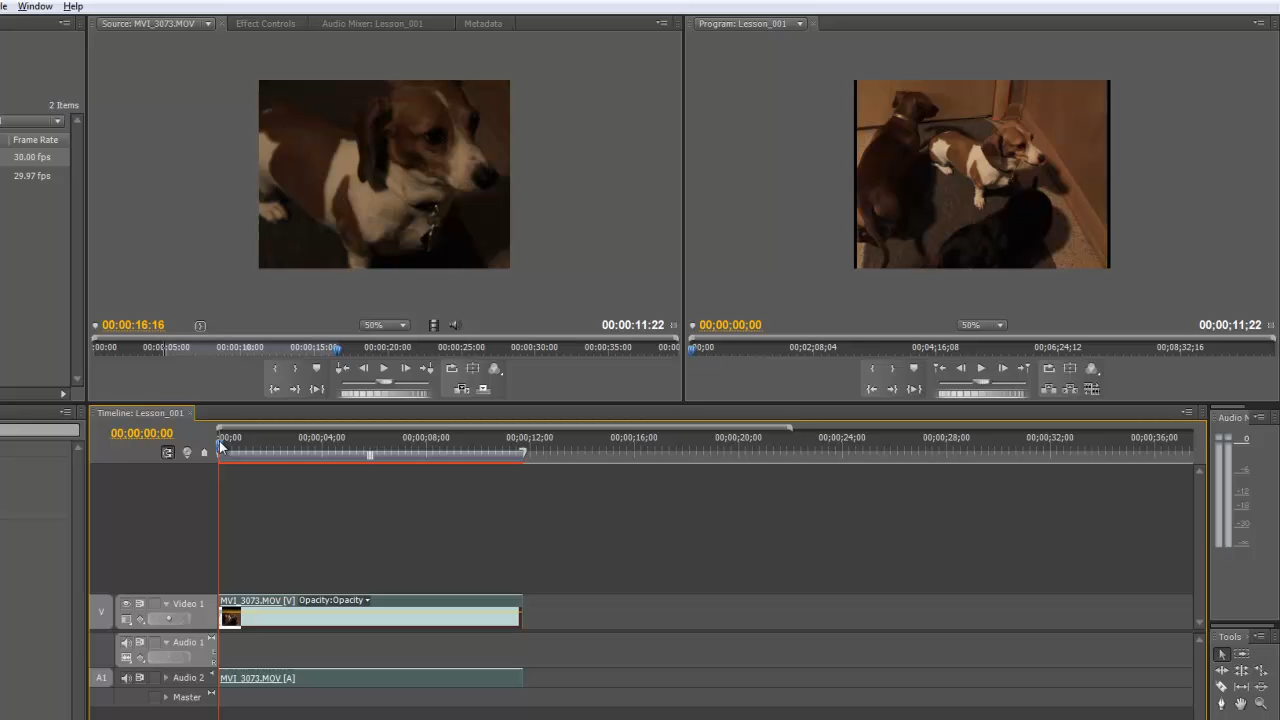 le Window Help
Source: MVI_3073.MOV Effect Controls Audio Mixer: Lesson_001 Metadata Program: Lesson_001
2 Items
Frame Rate
30.00 fps
29.97 fps
00:00:16:16 50% 00:00:11:22 00;00;00;00 50% 00;00;11;22
:00:00 00:00:05:00 00:00:10:00 00:00:15:00 00:00:20:00 00:00:25:00 00:00:30:00 00:00:35:00 00:00
;00 00;02;08;04 00;04;16;08 00;06;24;12 00;08;32;16
Timeline: Lesson_001 Audio M
00;00;00;00 00;00 00;00;04;00 00;00;08;00 00;00;12;00 00;00;16;00 00;00;20;00 00;00;24;00 00;00;28;00 00;00;32;00 00;00;36;00
0
-6
-12
-18
-30
V Video 1 MVI_3073.MOV [V] Opacity:Opacity
Audio 1
L
R
Tools
A1 Audio 2 MVI_3073.MOV [A]
Master